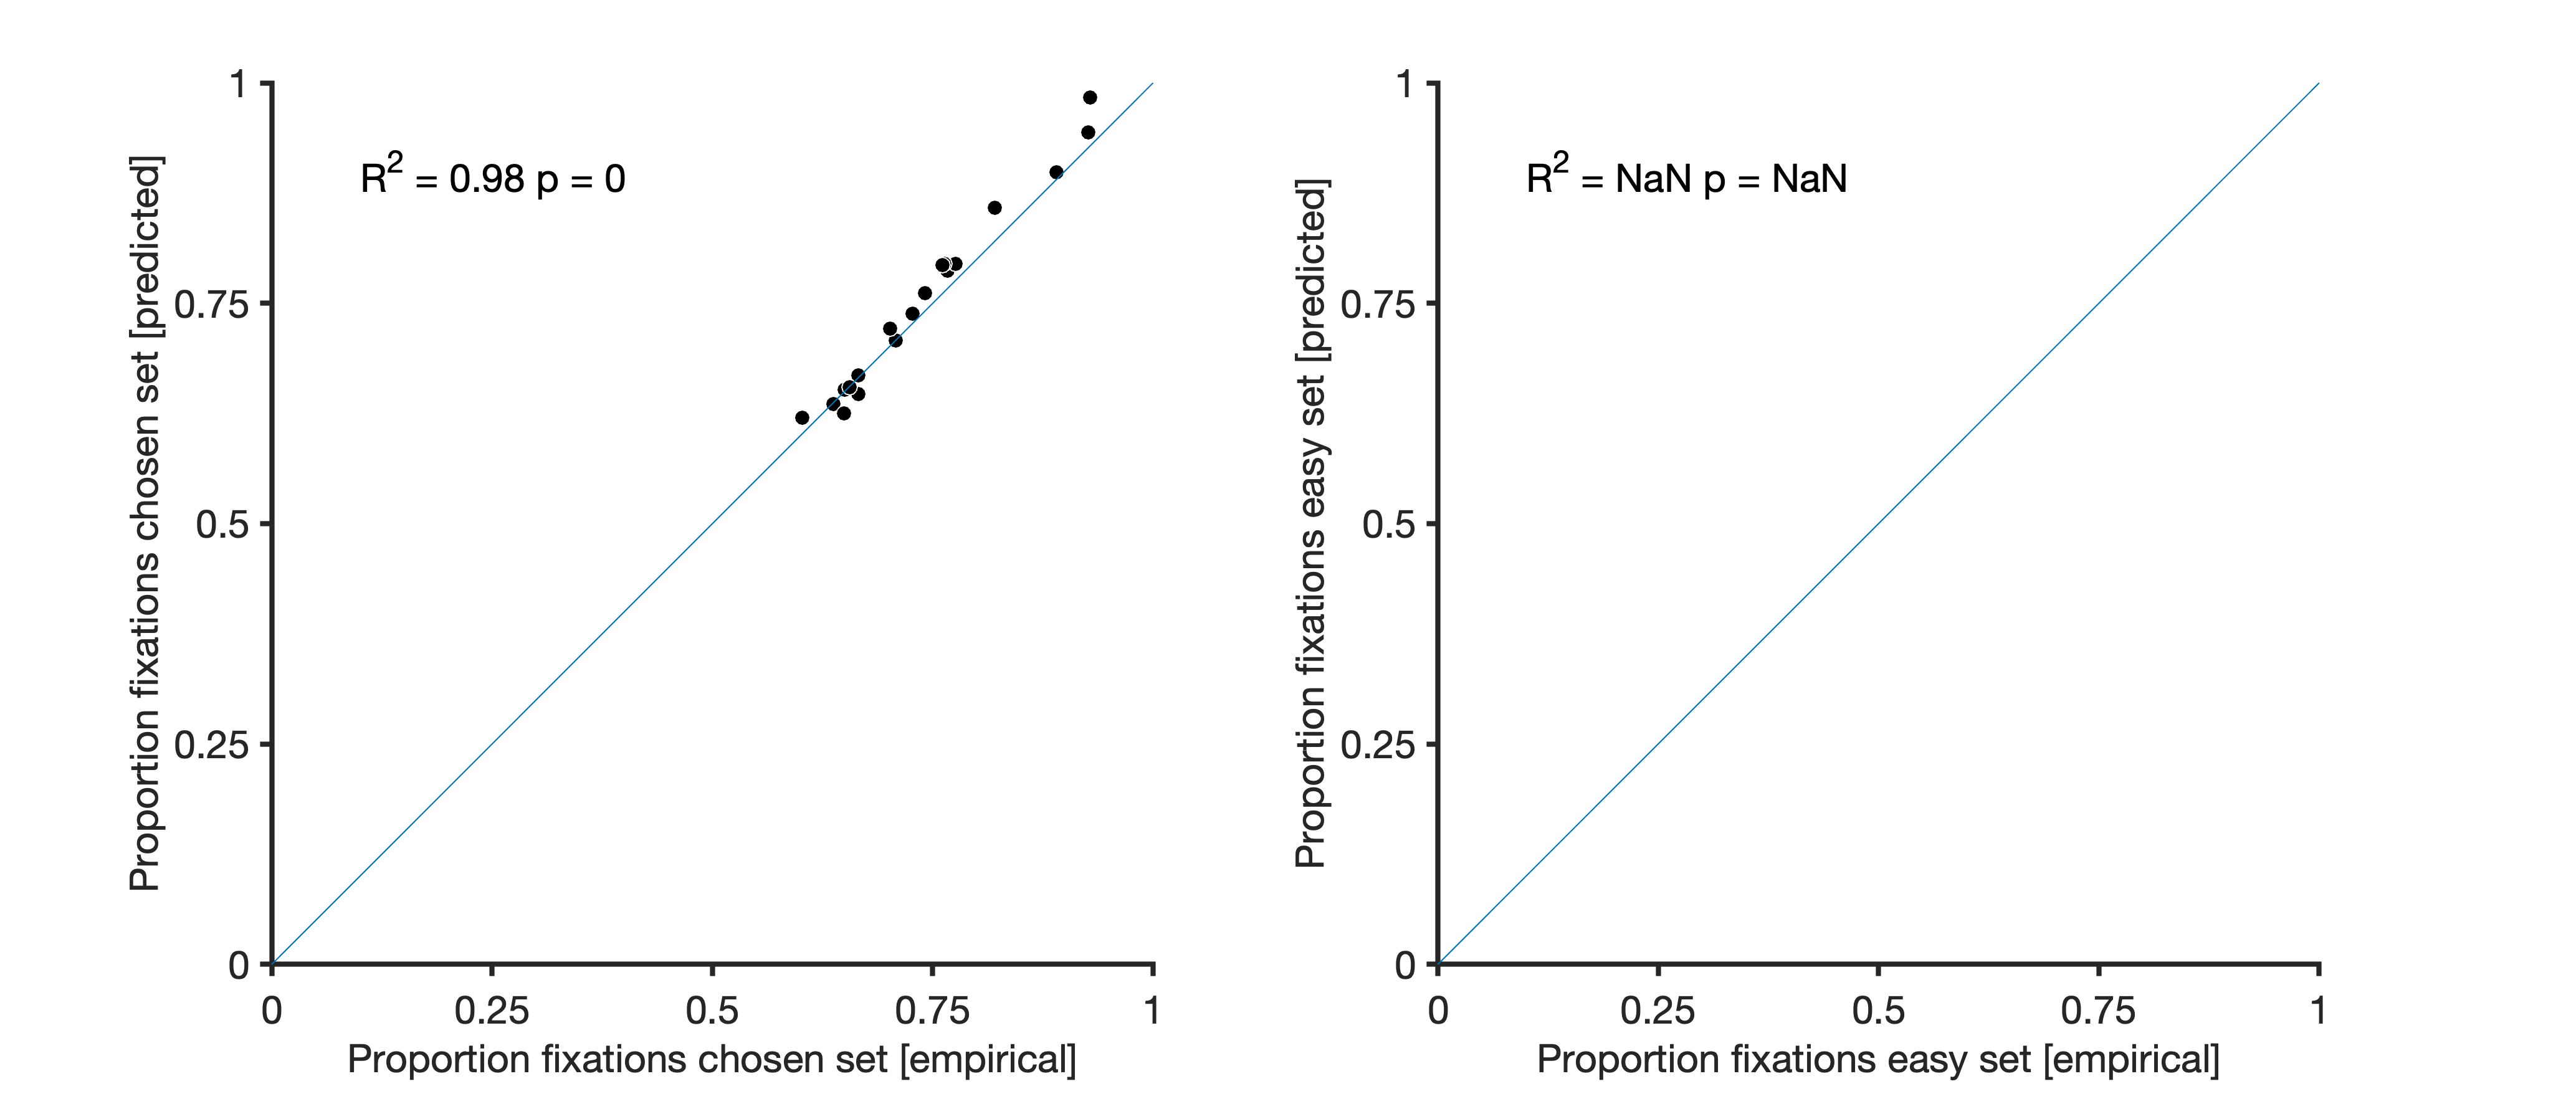 1
0.75
0.5
0.25
0
0 0.25 0.5 0.75 1
Proportion fixations chosen set [predicted]
Proportion fixations chosen set [empirical]
R² = 0.98 p = 0
1
0.75
0.5
0.25
0
0 0.25 0.5 0.75 1
Proportion fixations easy set [predicted]
Proportion fixations easy set [empirical]
R² = NaN p = NaN